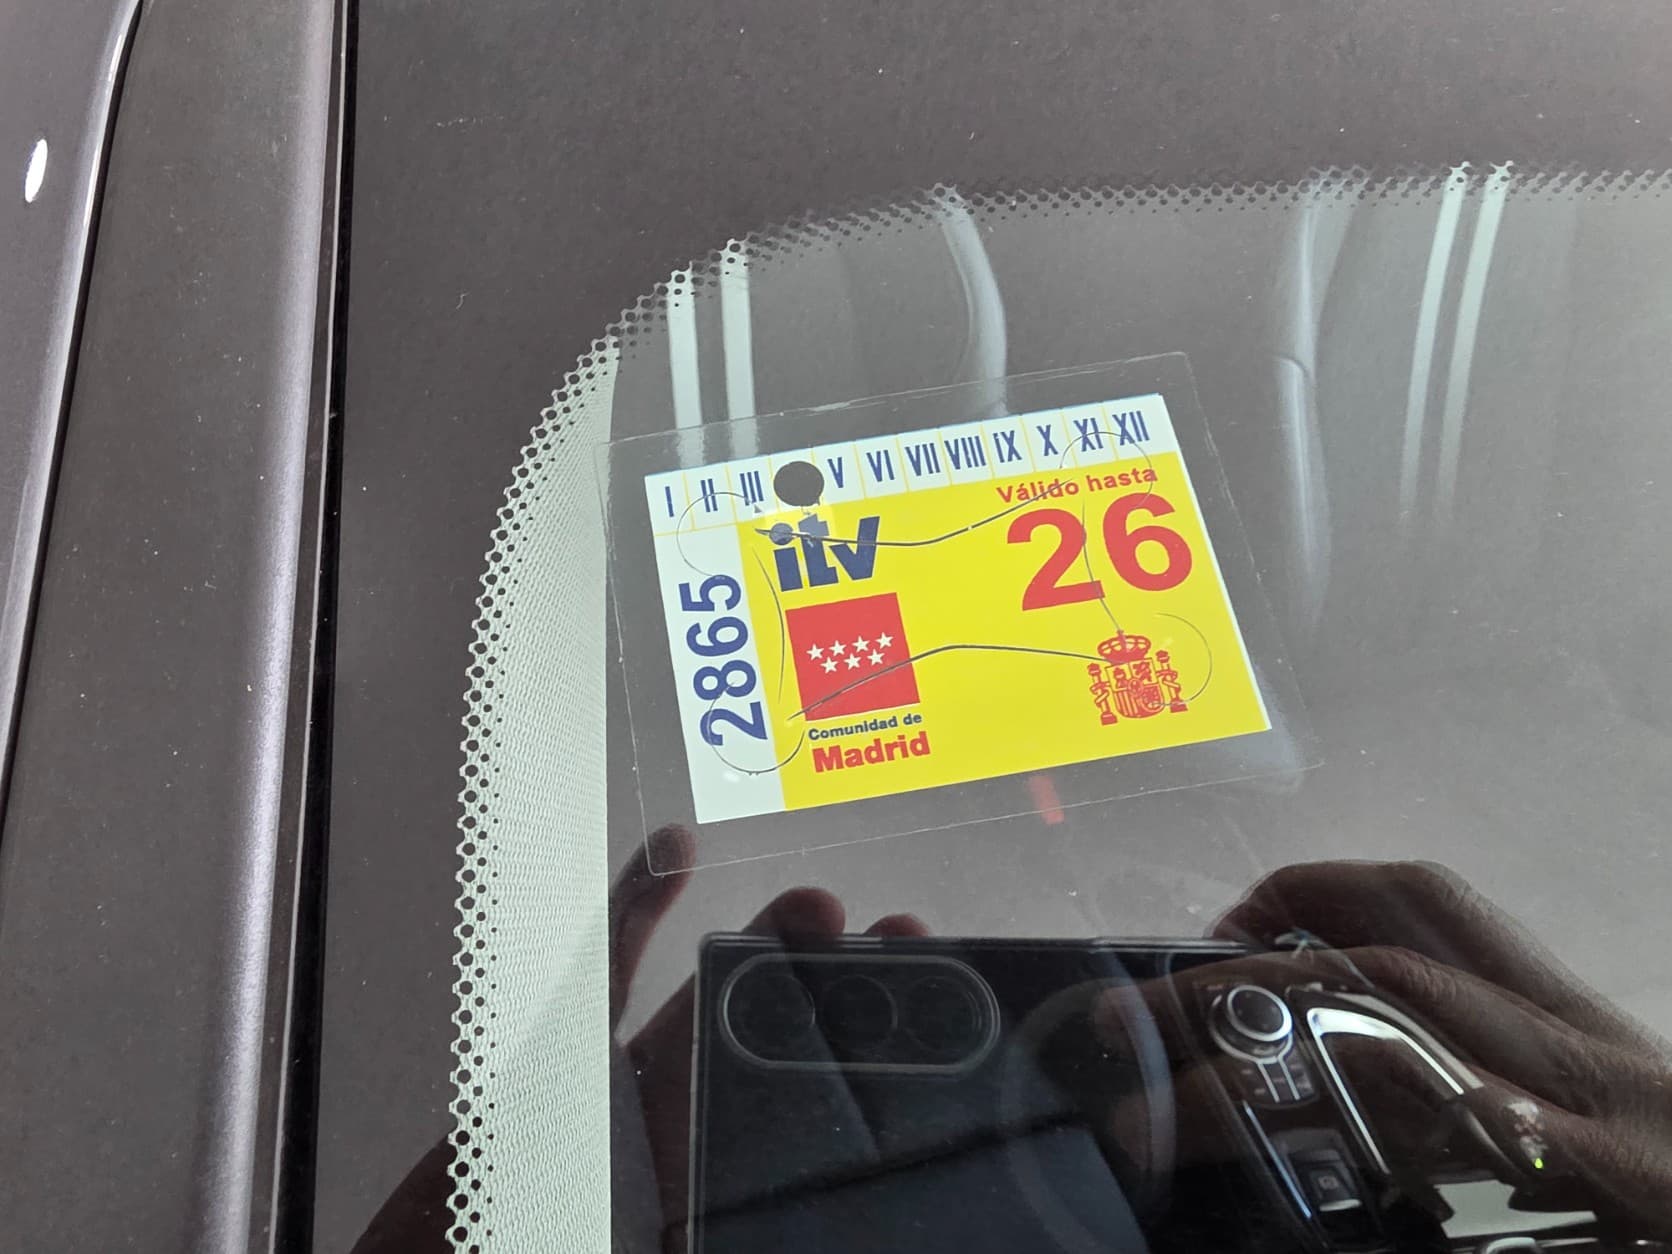 I II III V VI VII VIII IX X XI XII
Válido hasta
26
itv
2865
Comunidad de
Madrid